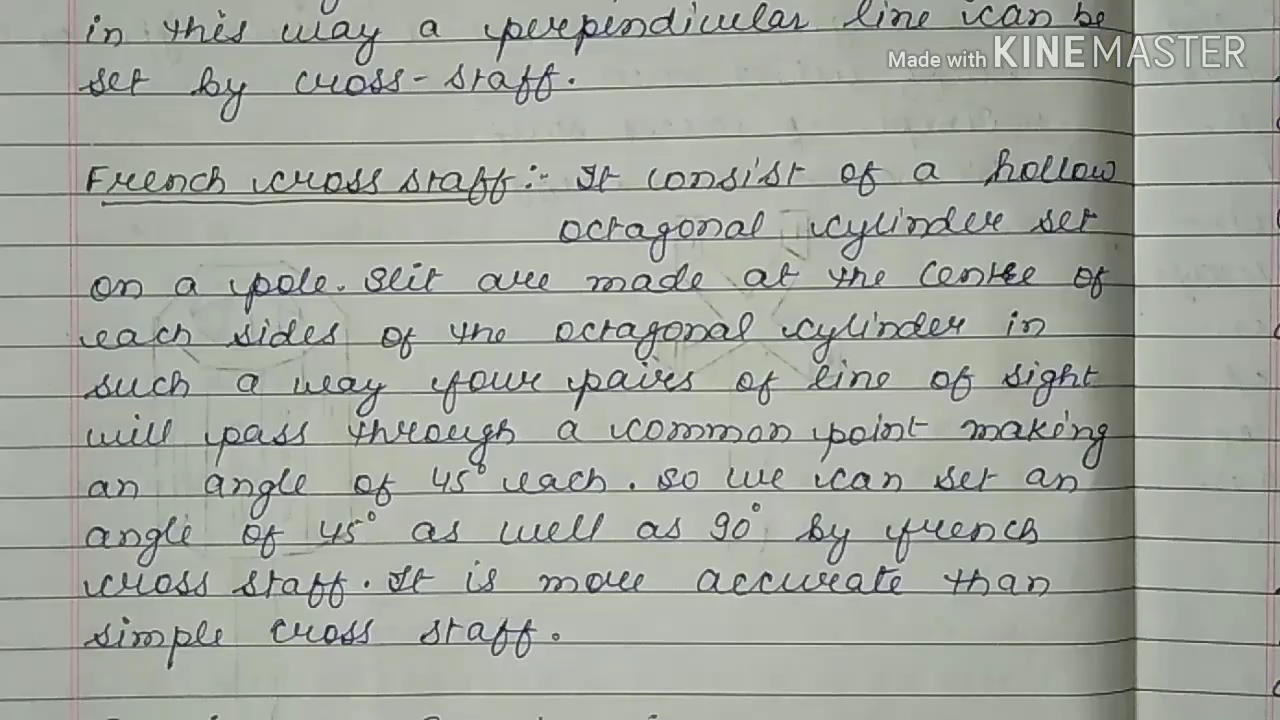 in this way a perpendicular line can be
Made with KINEMASTER
set by cross-staff.
French cross staff :- It consist of a hollow
octagonal cylinder set
on a pole. Slit are made at the centre of
each sides of the octagonal cylinder in
such a way four pairs of line of sight
will pass through a common point making
an angle of 45° each. so we can set an
angle of 45° as well as 90° by french
cross staff. It is more accurate than
simple cross staff.